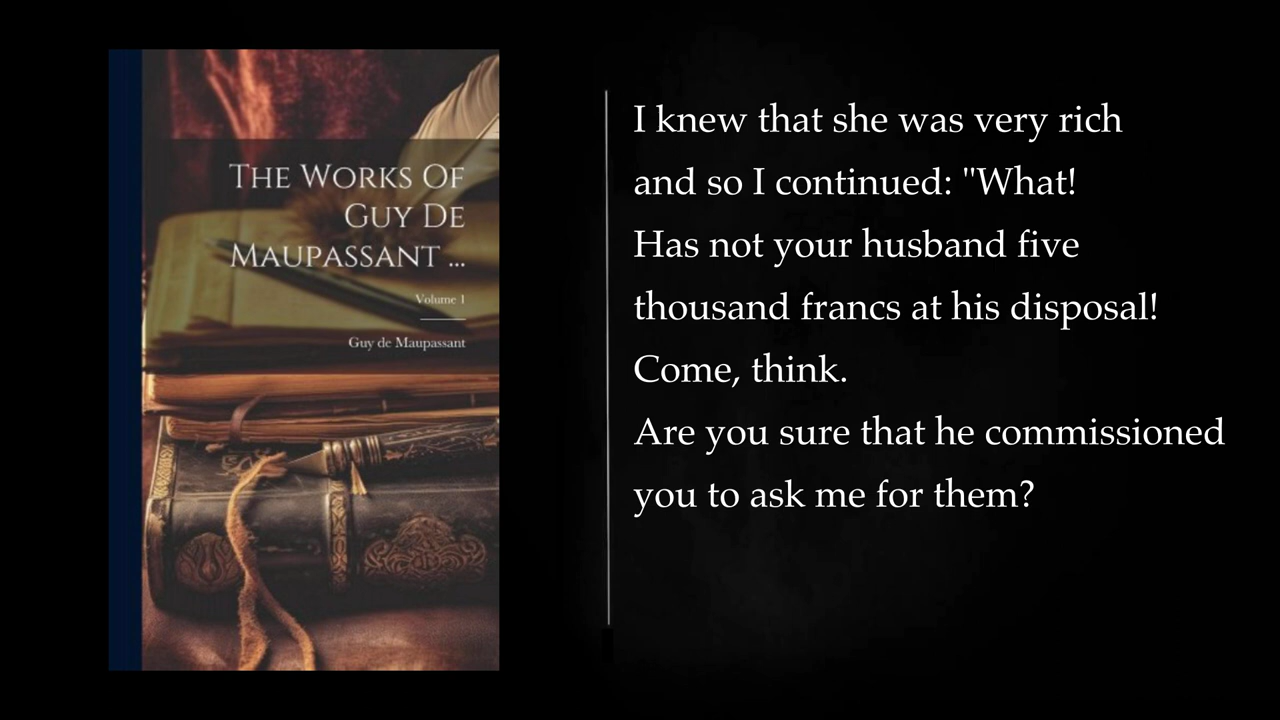 The Works Of
Guy De
Maupassant ...
Volume 1
Guy de Maupassant
I knew that she was very rich
and so I continued: "What!
Has not your husband five
thousand francs at his disposal!
Come, think.
Are you sure that he commissioned
you to ask me for them?